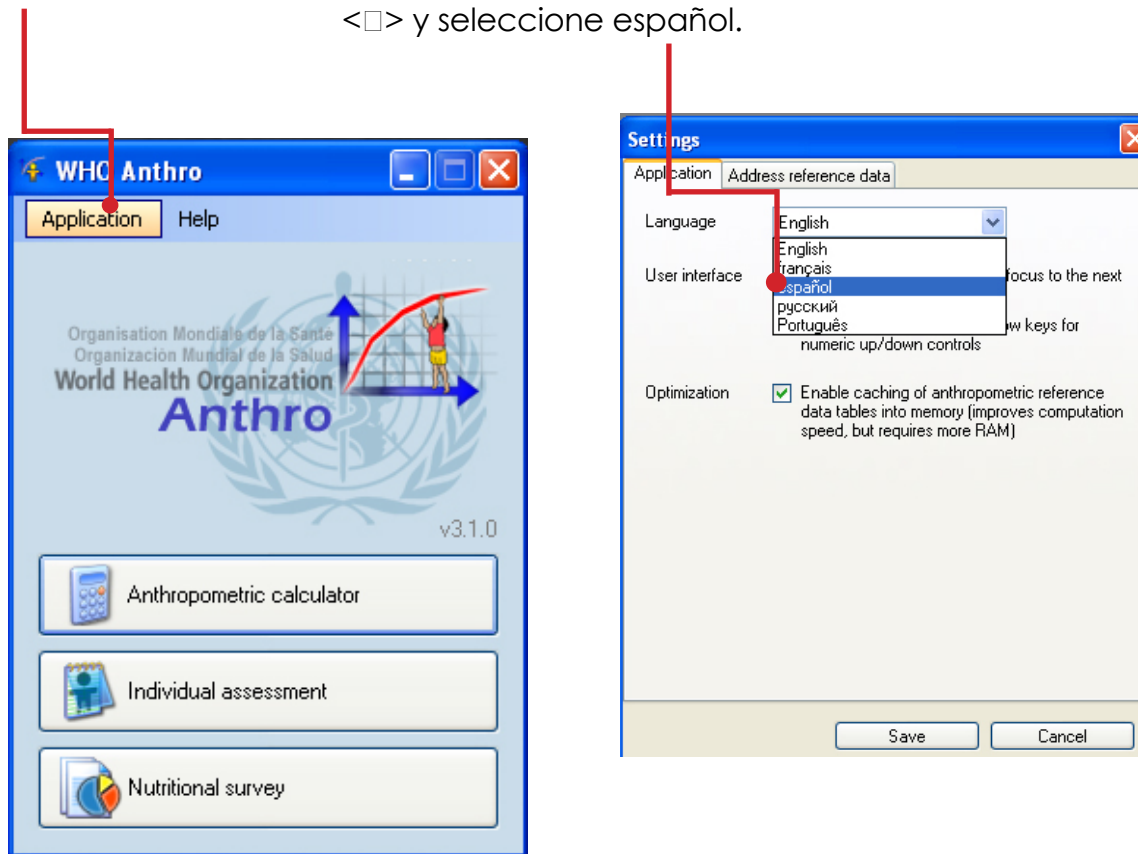 <□> y seleccione español.
WHO Anthro
Application Help
Organisation Mondiale de la Santé
Organización Mundial de la Salud
World Health Organization
Anthro
v3.1.0
Anthropometric calculator
Individual assessment
Nutritional survey
Settings
Application Address reference data
Language English
English
français
User interface focus to the next
español
русский
Português w keys for
numeric up/down controls
Optimization Enable caching of anthropometric reference
data tables into memory (improves computation
speed, but requires more RAM)
Save Cancel